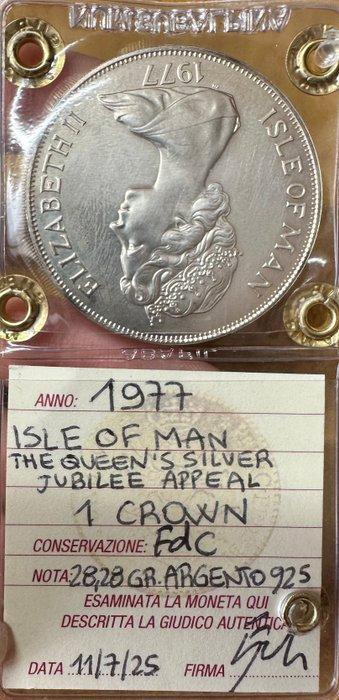 NUMISUBALPINA
ELIZABETH II
ISLE OF MAN
1977
ANNO: 1977
ISLE OF MAN
THE QUEEN'S SILVER
JUBILEE APPEAL
1 CROWN
CONSERVAZIONE: FdC
NOTA: 28,28 GR. ARGENTO 925
ESAMINATA LA MONETA QUI
DESCRITTA LA GIUDICO AUTENTICA
DATA 11/7/25 FIRMA